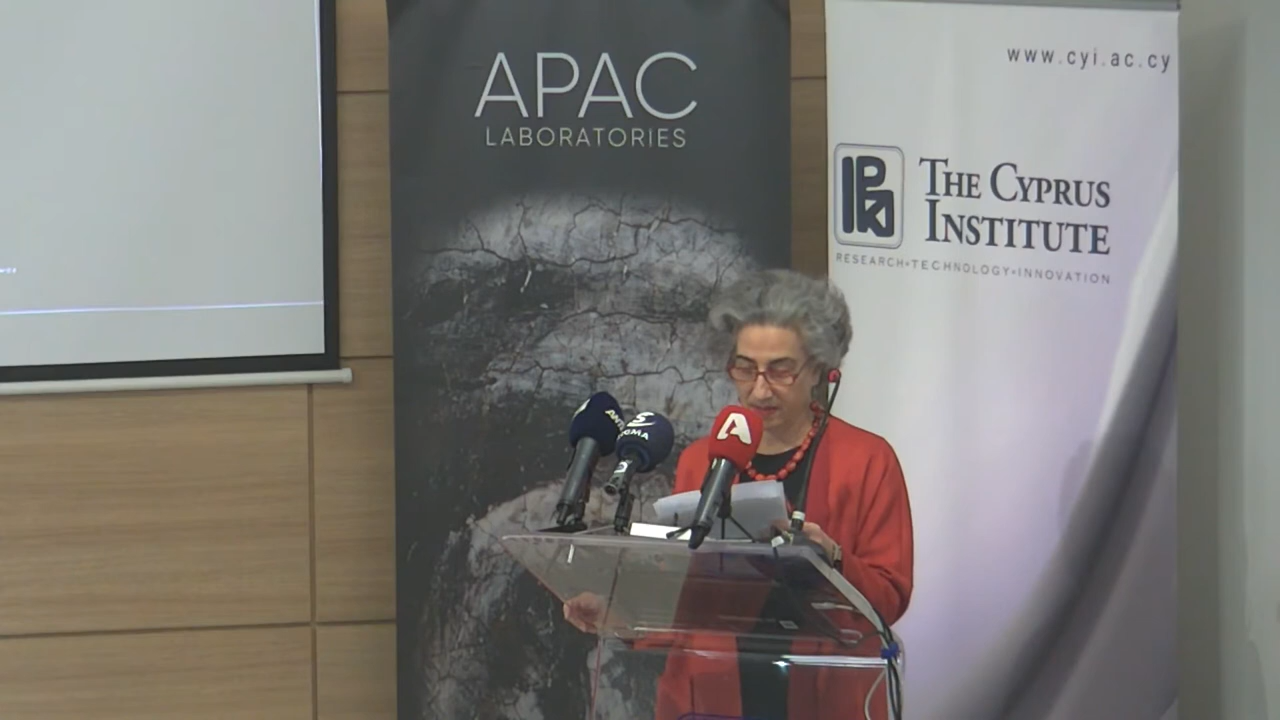 APAC
LABORATORIES
www.cyi.ac.cy
THE CYPRUS
INSTITUTE
RESEARCH•TECHNOLOGY•INNOVATION